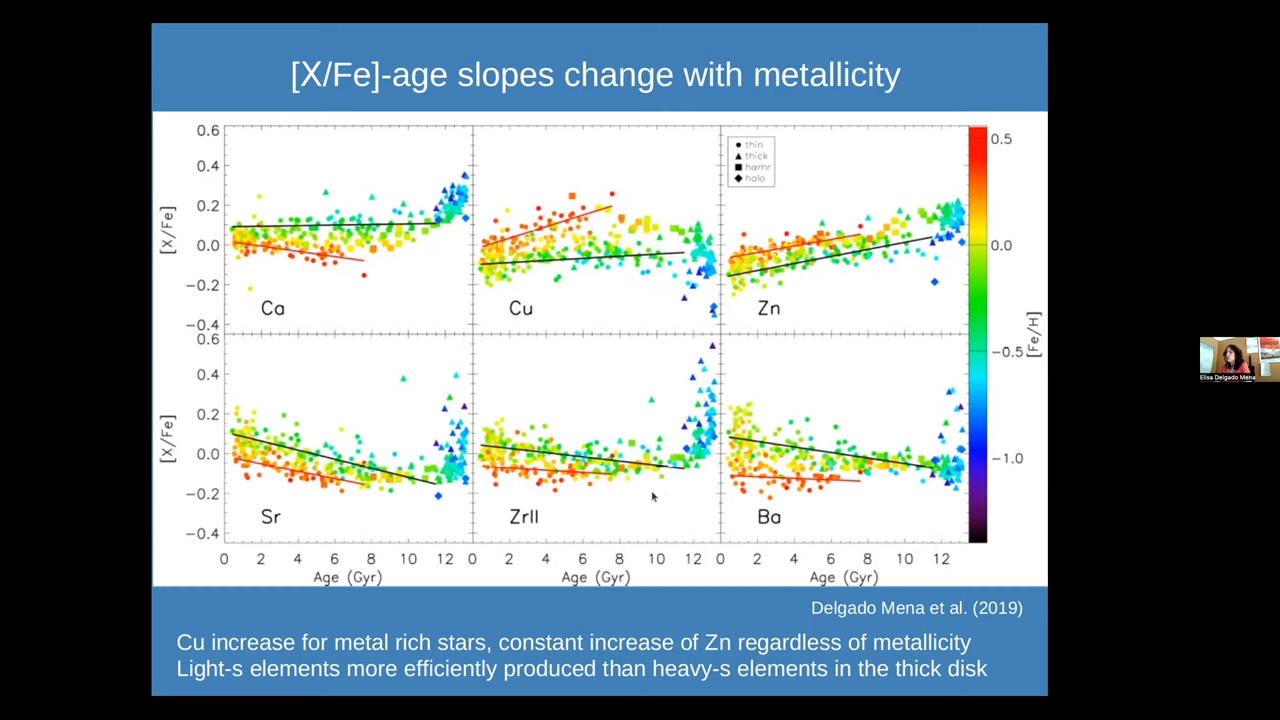 [X/Fe]-age slopes change with metallicity
0.6
0.4
0.2
0.0
−0.2
−0.4
[X/Fe]
Ca
Cu
Zn
thin
thick
hαmr
halo
0.5
0.0
−0.5
−1.0
[Fe/H]
0.6
0.4
0.2
0.0
−0.2
−0.4
[X/Fe]
Sr
ZrII
Ba
0 2 4 6 8 10 12 0 2 4 6 8 10 12 0 2 4 6 8 10 12
Age (Gyr) Age (Gyr) Age (Gyr)
Elisa Delgado Mena
Delgado Mena et al. (2019)
Cu increase for metal rich stars, constant increase of Zn regardless of metallicity
Light-s elements more efficiently produced than heavy-s elements in the thick disk